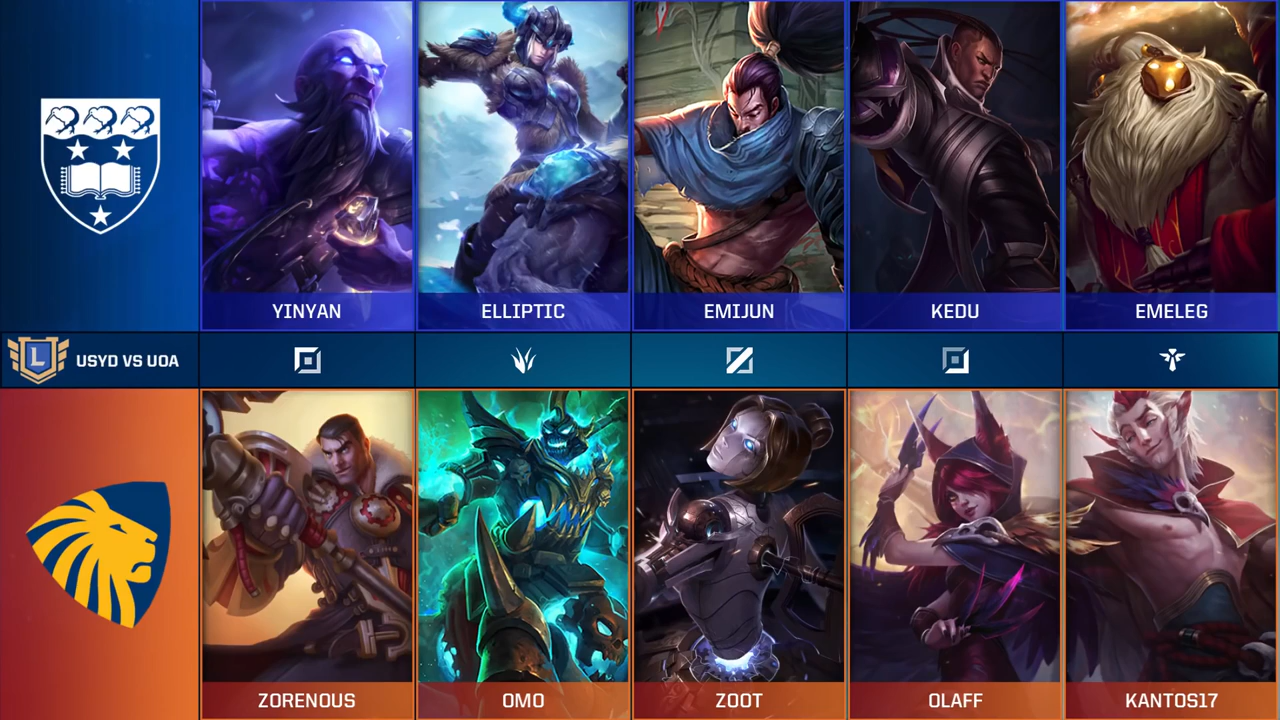 YINYAN
ELLIPTIC
EMIJUN
KEDU
EMELEG
L
USYD VS UOA
ZORENOUS
OMO
ZOOT
OLAFF
KANTOS17